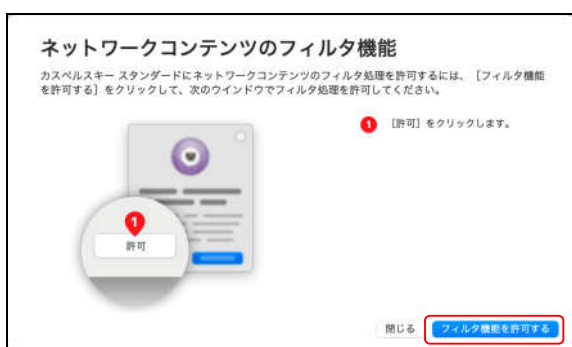 ネットワークコンテンツのフィルタ機能
カスペルスキー スタンダードにネットワークコンテンツのフィルタ処理を許可するには、［フィルタ機能
を許可する］をクリックして、次のウインドウでフィルタ処理を許可してください。
1 ［許可］をクリックします。
1
許可
閉じる フィルタ機能を許可する